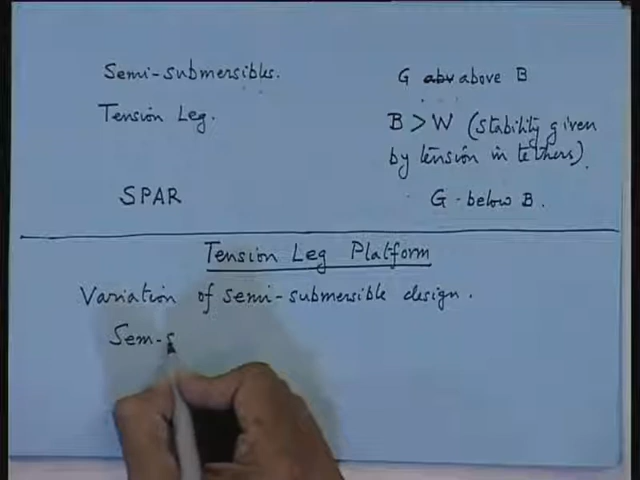 Semi-submersibles. G abv above B
Tension Leg. B > W (stability given
by tension in tethers).
SPAR G - below B.
Tension Leg Platform
Variation of semi-submersible design.
Sem-s